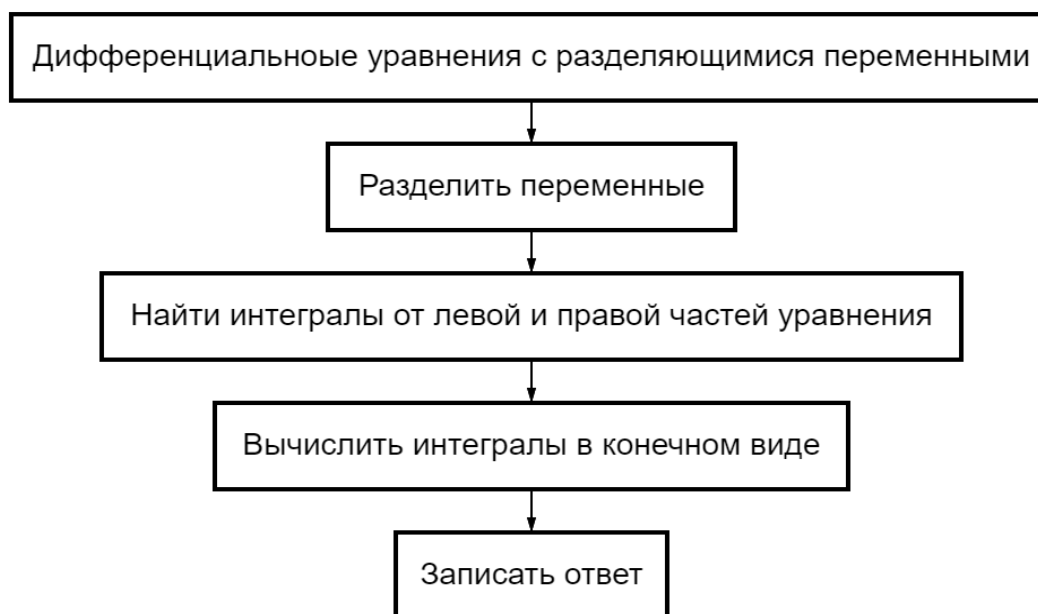 Дифференциальноые уравнения с разделяющимися переменными
Разделить переменные
Найти интегралы от левой и правой частей уравнения
Вычислить интегралы в конечном виде
Записать ответ